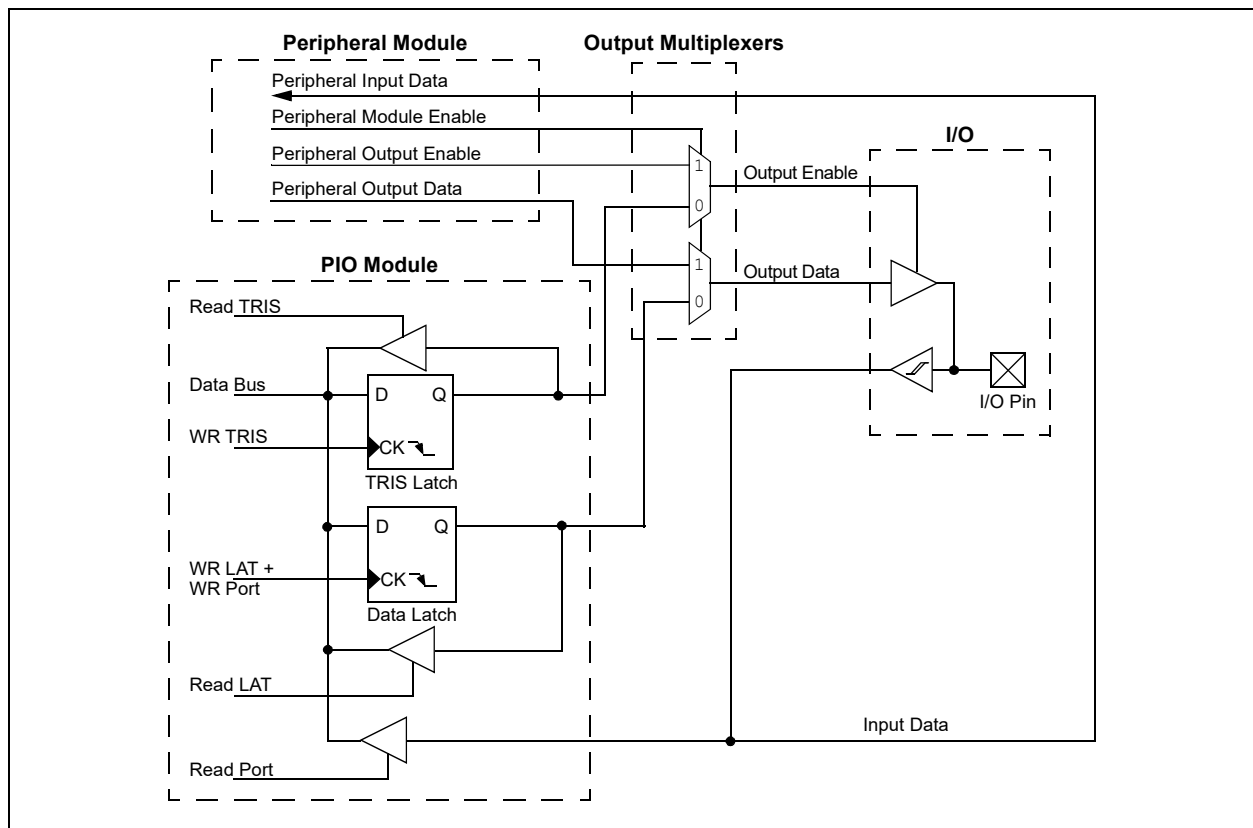 Peripheral Module
Output Multiplexers
Peripheral Input Data
Peripheral Module Enable
Peripheral Output Enable
Peripheral Output Data
1
0
1
0
Output Enable
Output Data
I/O
I/O Pin
PIO Module
Read TRIS
Data Bus
D Q
WR TRIS
CK
TRIS Latch
D Q
WR LAT +
WR Port
CK
Data Latch
Read LAT
Input Data
Read Port